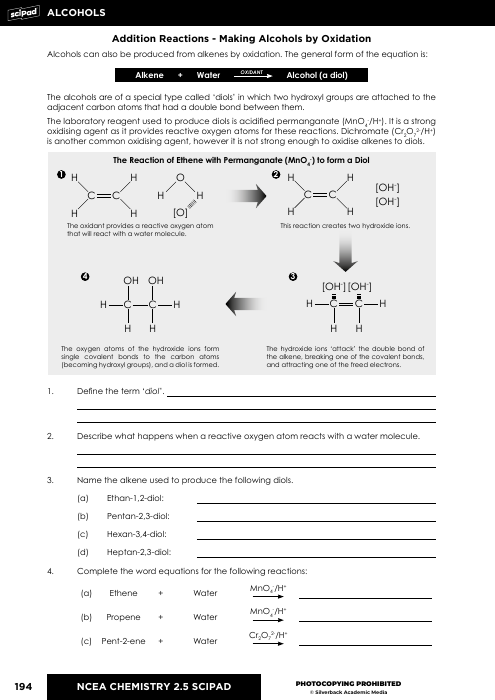 scipad ALCOHOLS
Addition Reactions - Making Alcohols by Oxidation
Alcohols can also be produced from alkenes by oxidation. The general form of the equation is:
Alkene + Water OXIDANT Alcohol (a diol)
The alcohols are of a special type called 'diols' in which two hydroxyl groups are attached to the
adjacent carbon atoms that had a double bond between them.
The laboratory reagent used to produce diols is acidified permanganate (MnO₄⁻/H⁺). It is a strong
oxidising agent as it provides reactive oxygen atoms for these reactions. Dichromate (Cr₂O₇²⁻/H⁺)
is another common oxidising agent, however it is not strong enough to oxidise alkenes to diols.
The Reaction of Ethene with Permanganate (MnO₄⁻) to form a Diol
1
H H
C C
H H
O
H H
[O]
The oxidant provides a reactive oxygen atom
that will react with a water molecule.
2
H H
C C
H H
[OH⁻]
[OH⁻]
This reaction creates two hydroxide ions.
4
OH OH
H C C H
H H
The oxygen atoms of the hydroxide ions form
single covalent bonds to the carbon atoms
(becoming hydroxyl groups), and a diol is formed.
3
[OH⁻] [OH⁻]
H C C H
H H
The hydroxide ions 'attack' the double bond of
the alkene, breaking one of the covalent bonds,
and attracting one of the freed electrons.
1. Define the term 'diol'.
2. Describe what happens when a reactive oxygen atom reacts with a water molecule.
3. Name the alkene used to produce the following diols.
(a) Ethan-1,2-diol:
(b) Pentan-2,3-diol:
(c) Hexan-3,4-diol:
(d) Heptan-2,3-diol:
4. Complete the word equations for the following reactions:
(a) Ethene + Water MnO₄⁻/H⁺
(b) Propene + Water MnO₄⁻/H⁺
(c) Pent-2-ene + Water Cr₂O₇²⁻/H⁺
194 NCEA CHEMISTRY 2.5 SCIPAD
PHOTOCOPYING PROHIBITED
© Silverback Academic Media